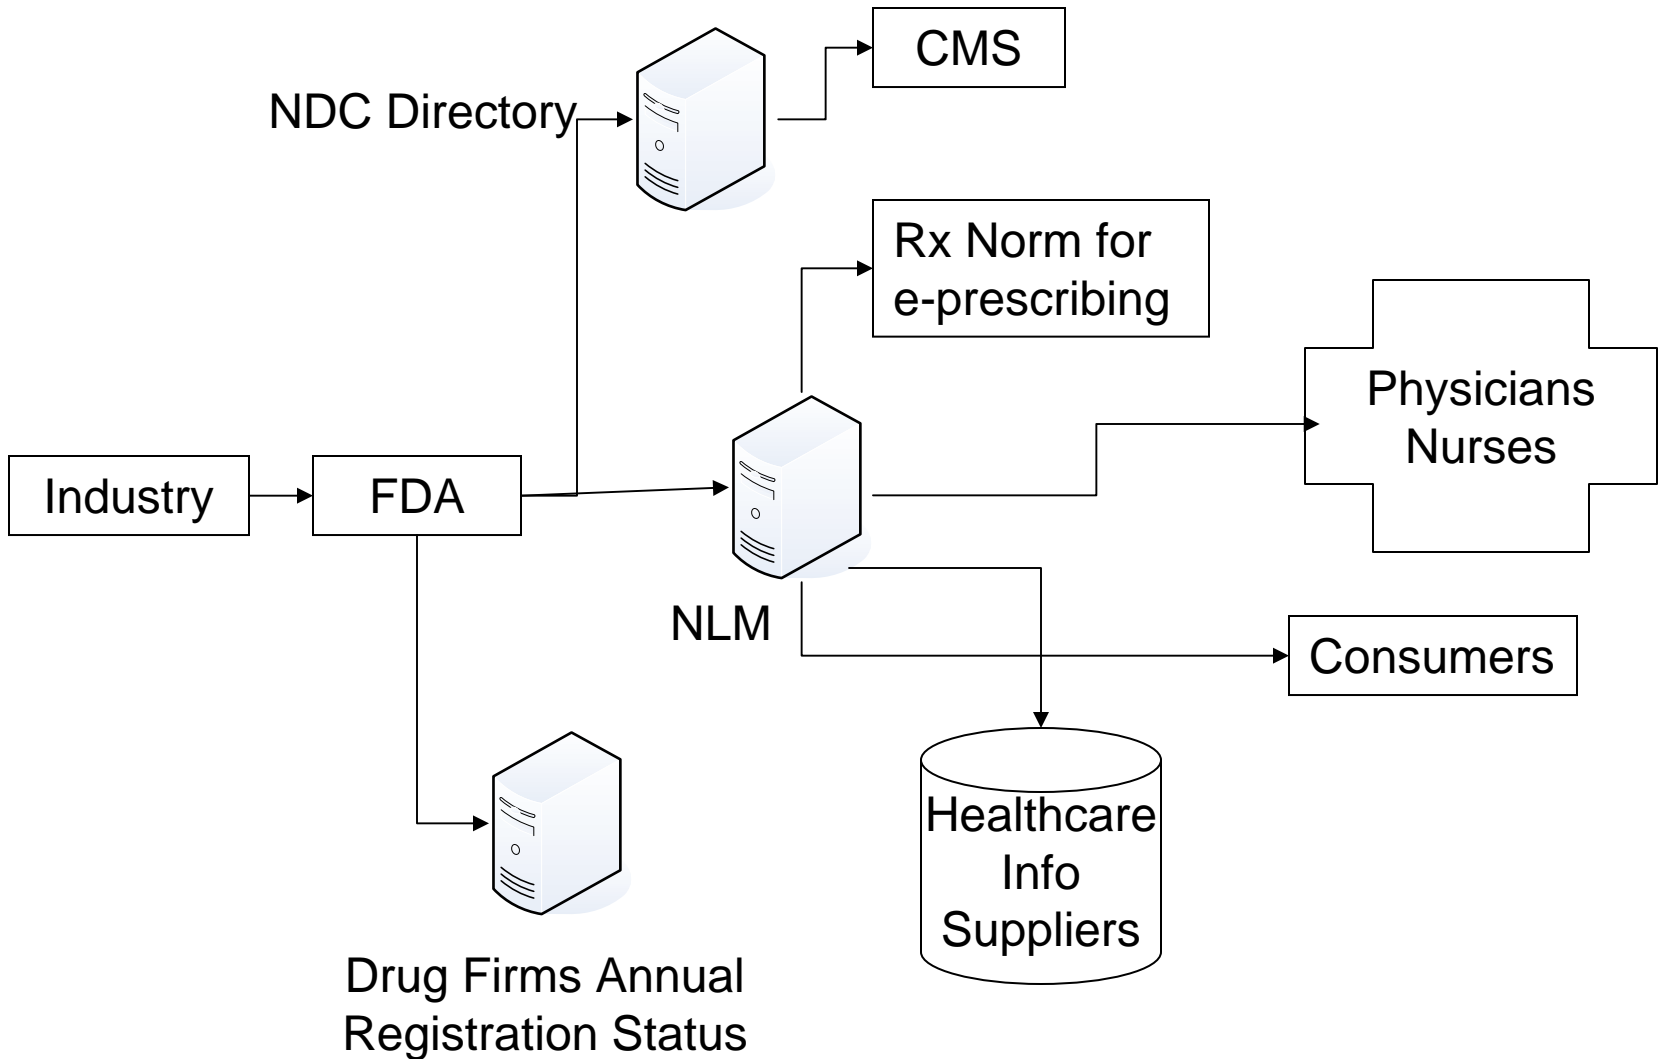 CMS
NDC Directory
Rx Norm for
e-prescribing
Physicians
Nurses
Industry
FDA
NLM
Consumers
Healthcare
Info
Suppliers
Drug Firms Annual
Registration Status